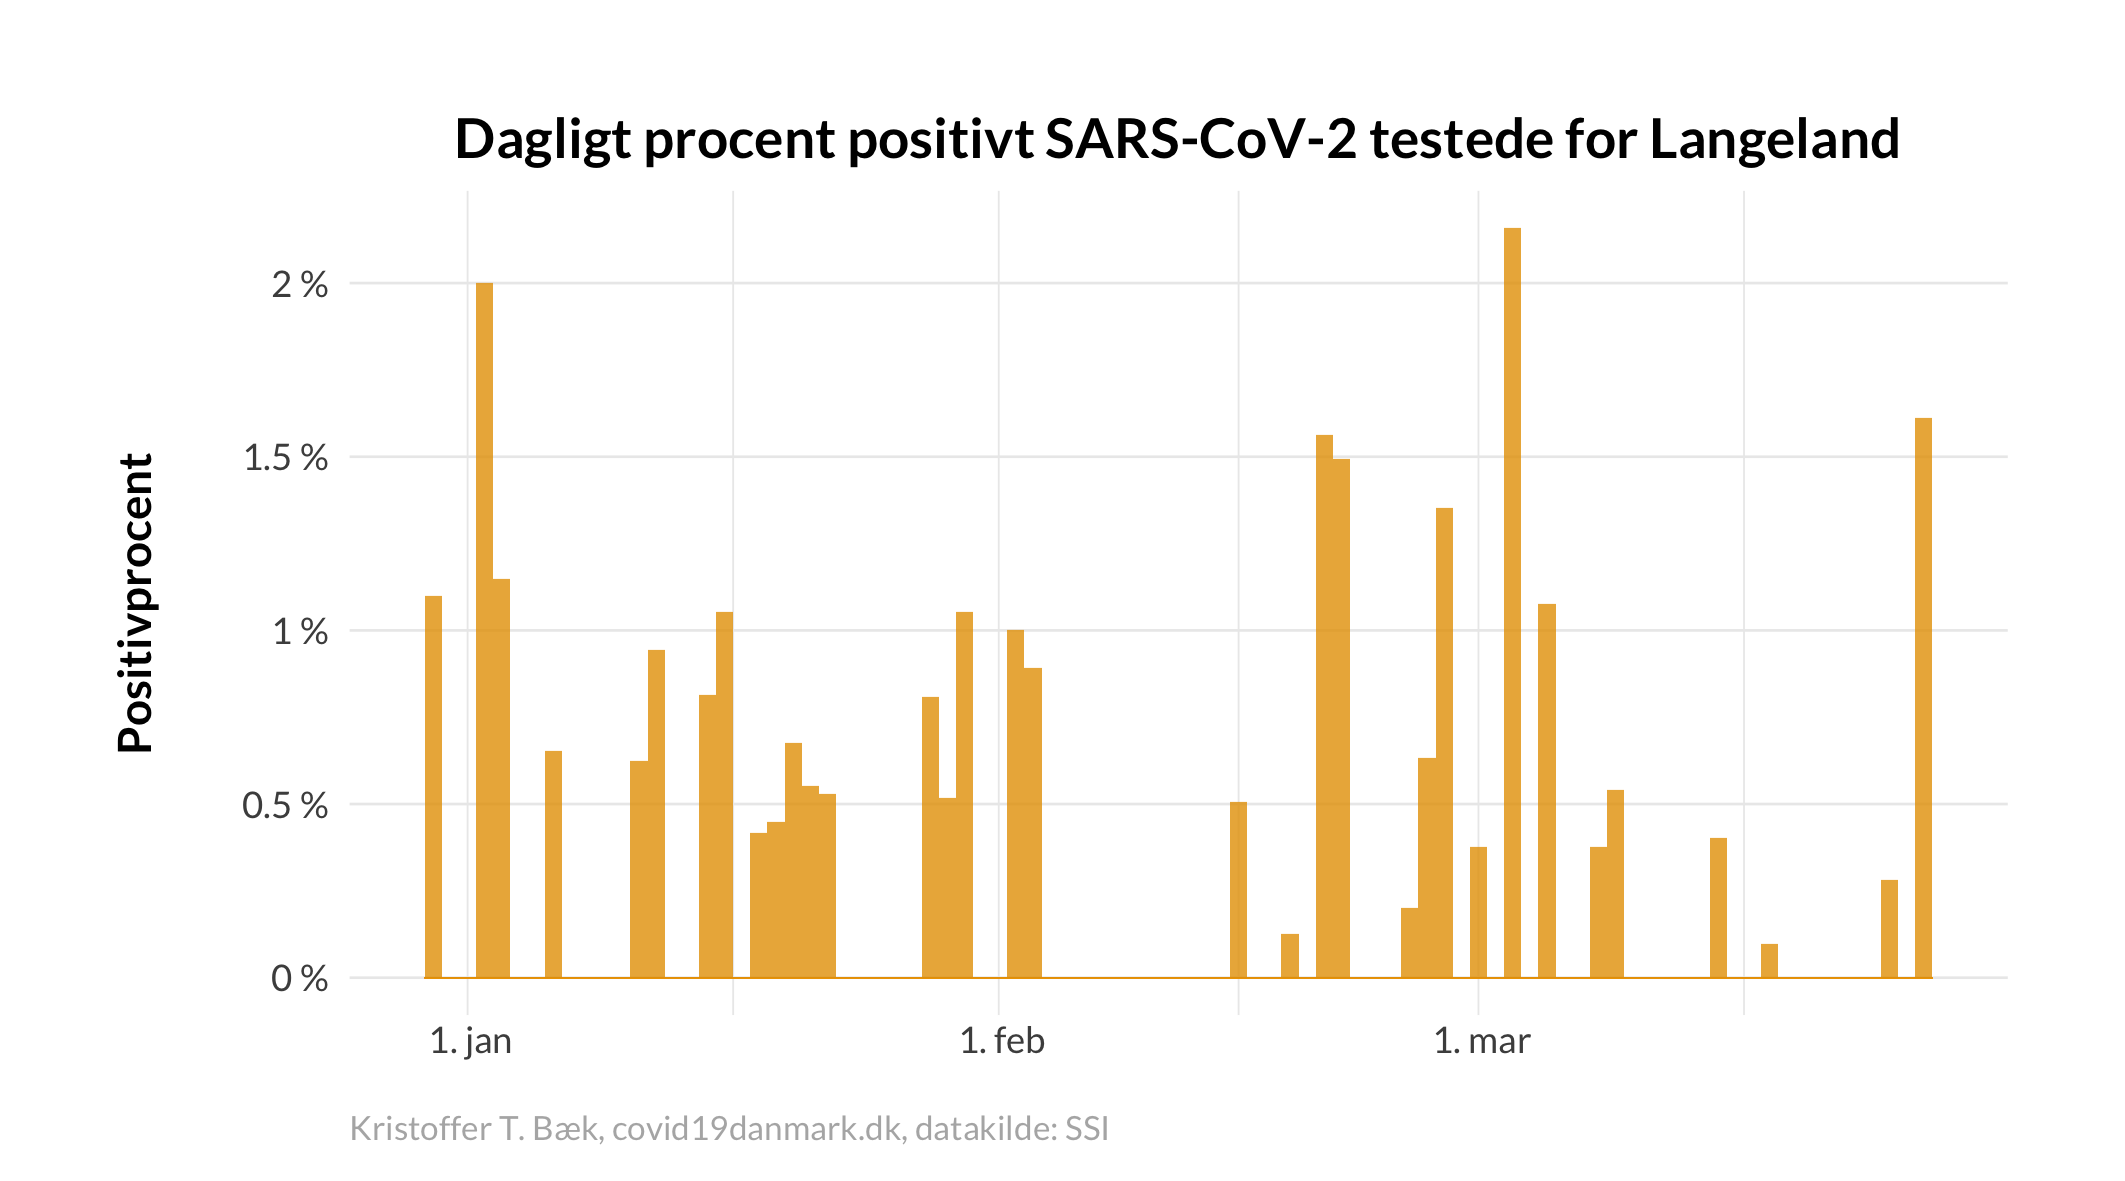 Dagligt procent positivt SARS-CoV-2 testede for Langeland
Positivprocent
2 %
1.5 %
1 %
0.5 %
0 %
1. jan
1. feb
1. mar
Kristoffer T. Bæk, covid19danmark.dk, datakilde: SSI